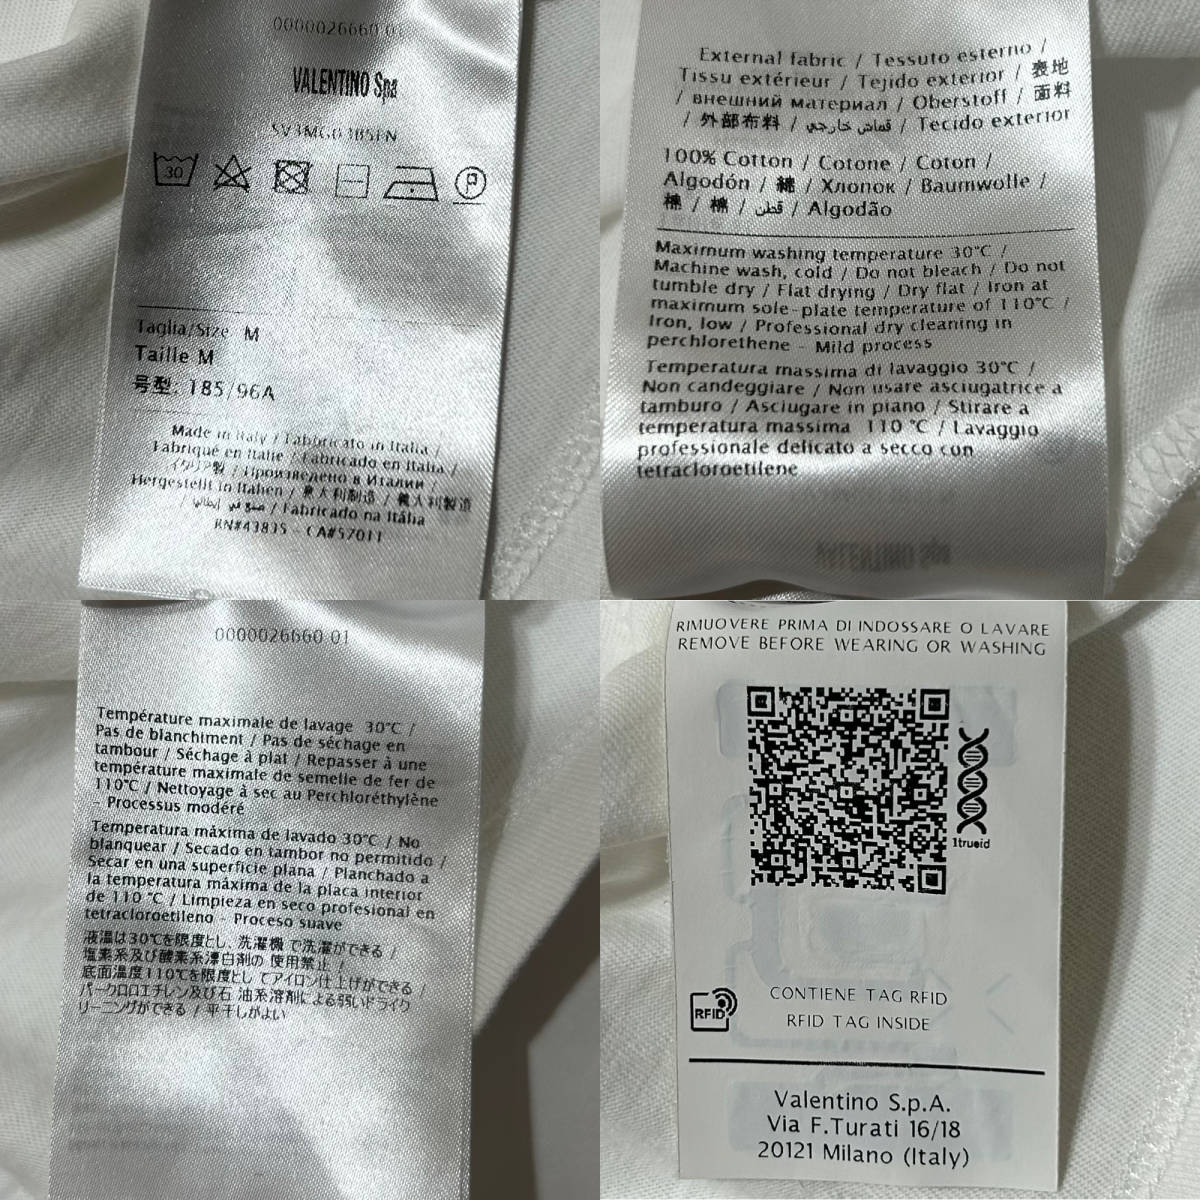 0000026660 01
VALENTINO Spa
30
P
Taglia/Size M
Taille M
号型: 185/96A
Made in Italy / Fabbricato in Italia /
Fabriqué en Italie / Fabricado en Italia /
イタリア製 / Произведено в Италии /
Hergestellt in Italien / 意大利制造 / 義大利製造
/ صنع في إيطاليا / Fabricado na Itália
RN#43835 - CA#57011
External fabric / Tessuto esterno /
Tissu extérieur / Tejido exterior / 表地
/ внешний материал / Oberstoff / 面料
/ 外部布料 / قماش خارجي / Tecido exterior
100% Cotton / Cotone / Coton /
Algodón / 綿 / Хлопок / Baumwolle /
棉 / 棉 / قطن / Algodão
Maximum washing temperature 30°C /
Machine wash, cold / Do not bleach / Do not
tumble dry / Flat drying / Dry flat / Iron at
maximum sole-plate temperature of 110°C /
Iron, low / Professional dry cleaning in
perchlorethene - Mild process
Temperatura massima di lavaggio 30°C /
Non candeggiare / Non usare asciugatrice a
tamburo / Asciugare in piano / Stirare a
temperatura massima 110 °C / Lavaggio
professionale delicato a secco con
tetracloroetilene
0000026660 01
Température maximale de lavage 30°C /
Pas de blanchiment / Pas de séchage en
tambour / Séchage à plat / Repasser à une
température maximale de semelle de fer de
110°C / Nettoyage à sec au Perchloréthylène
- Processus modéré
Temperatura máxima de lavado 30°C / No
blanquear / Secado en tambor no permitido /
Secar en una superficie plana / Planchado a
la temperatura máxima de la placa interior
de 110 °C / Limpieza en seco profesional en
tetracloroetileno - Proceso suave
液温は30℃を限度とし、洗濯機 で洗濯ができる /
塩素系及び酸素系漂白剤の 使用禁止 /
底面温度110℃を限度とし てアイロン仕上げができる /
パークロロエチレン及び石 油系溶剤による弱いドライク
リーニングができる / 平干しがよい
RIMUOVERE PRIMA DI INDOSSARE O LAVARE
REMOVE BEFORE WEARING OR WASHING
1trueid
RFID
CONTIENE TAG RFID
RFID TAG INSIDE
Valentino S.p.A.
Via F.Turati 16/18
20121 Milano (Italy)